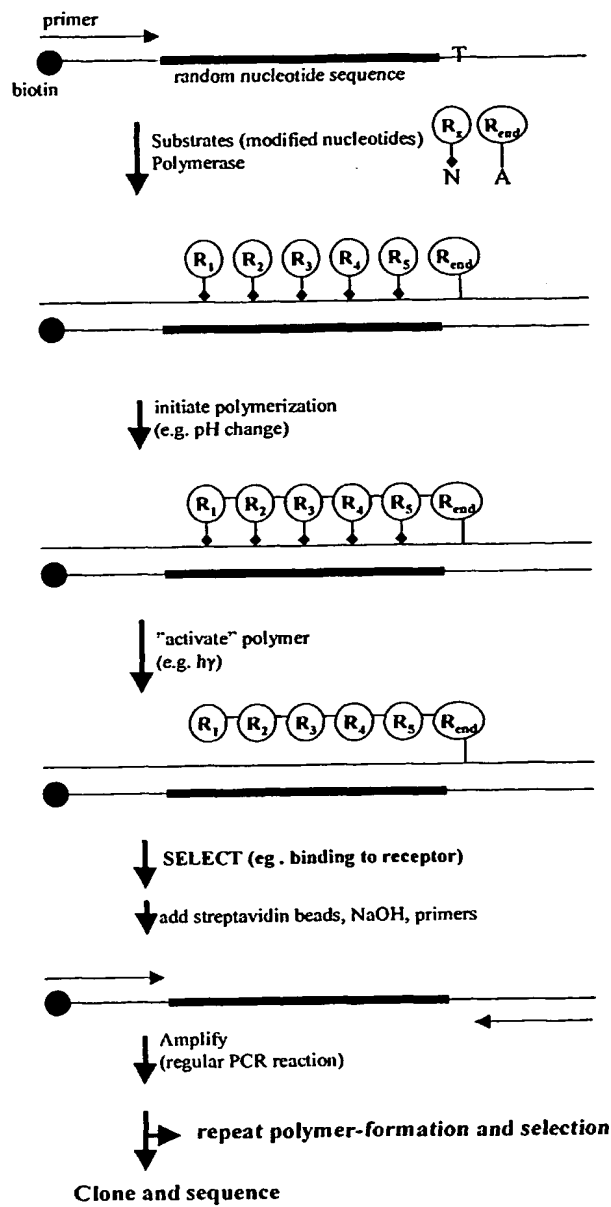 primer
T
biotin
random nucleotide sequence
Substrates (modified nucleotides)
Polymerase
Rx Rend
N A
R1 R2 R3 R4 R5 Rend
initiate polymerization
(e.g. pH change)
R1 R2 R3 R4 R5 Rend
"activate" polymer
(e.g. hγ)
R1 R2 R3 R4 R5 Rend
SELECT (eg . binding to receptor)
add streptavidin beads, NaOH, primers
Amplify
(regular PCR reaction)
repeat polymer-formation and selection
Clone and sequence